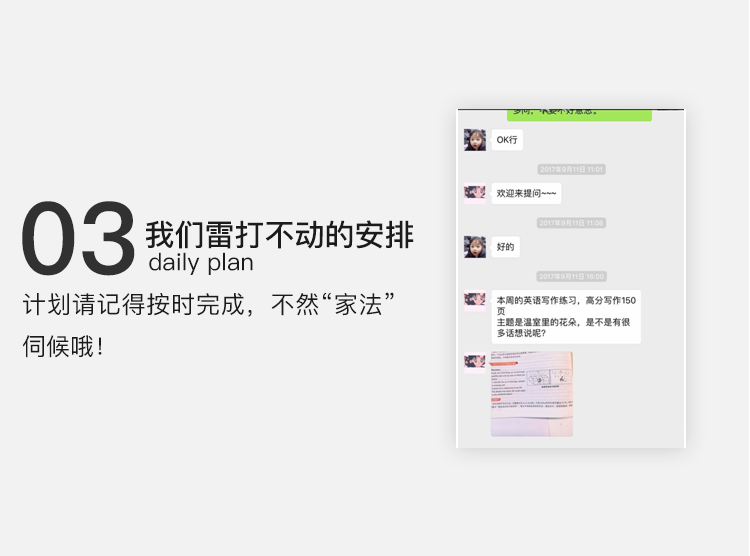 03
我们雷打不动的安排
daily plan
计划请记得按时完成，不然“家法”
伺候哦！
OK行
2017年9月11日 11:01
欢迎来提问~~~
2017年9月11日 11:08
好的
2017年9月11日 16:00
本周的英语写作练习，高分写作150
页
主题是温室里的花朵，是不是有很
多话想说呢？